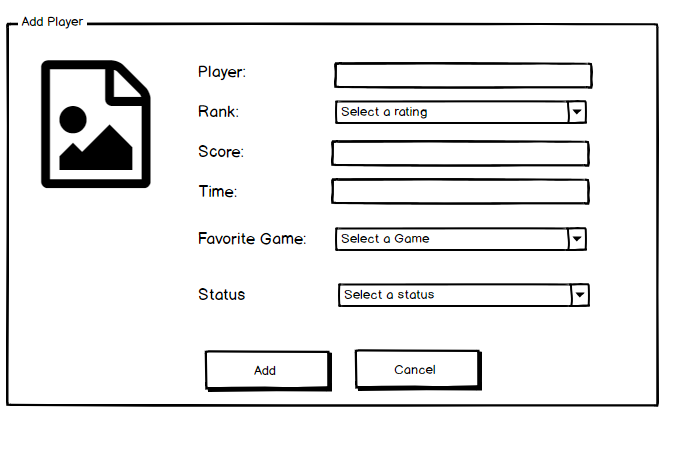 Add Player
Player:
Rank: Select a rating
Score:
Time:
Favorite Game: Select a Game
Status Select a status
Add Cancel